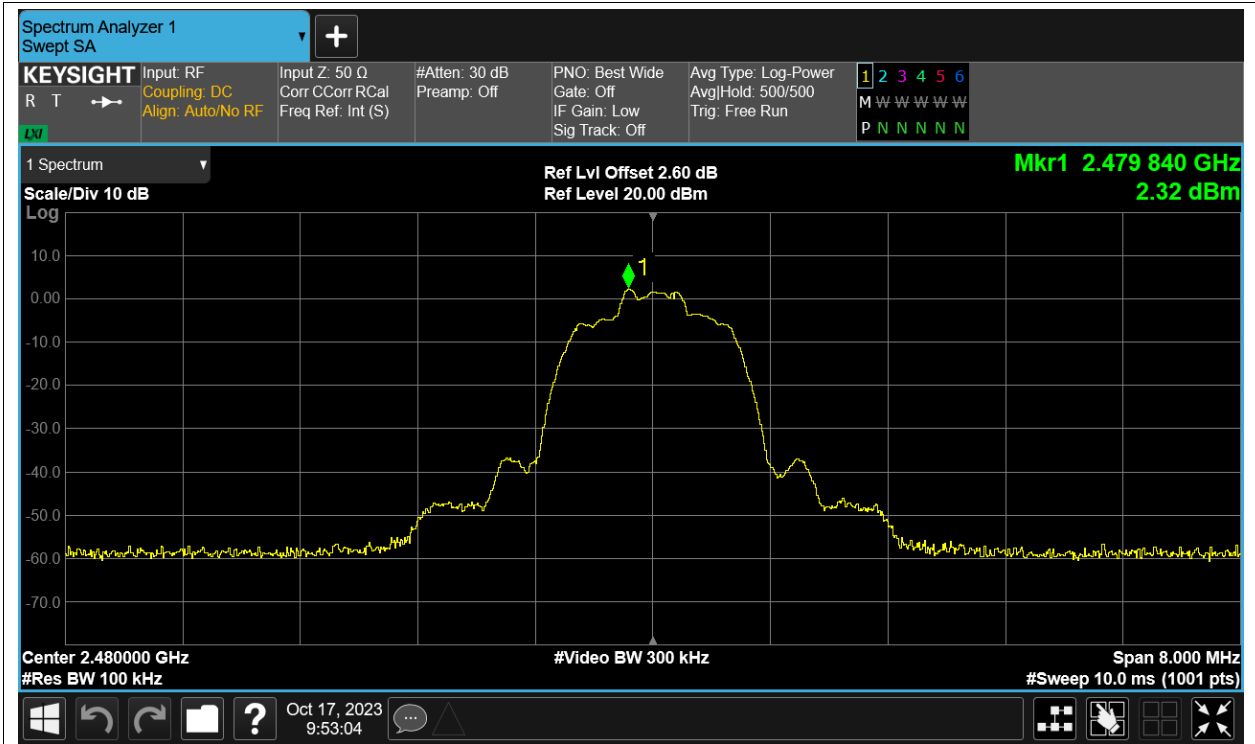 Spectrum Analyzer 1
Swept SA
KEYSIGHT
R T
LXI
Input: RF
Coupling: DC
Align: Auto/No RF
Input Z: 50 Ω
Corr CCorr RCal
Freq Ref: Int (S)
#Atten: 30 dB
Preamp: Off
PNO: Best Wide
Gate: Off
IF Gain: Low
Sig Track: Off
Avg Type: Log-Power
Avg|Hold: 500/500
Trig: Free Run
1 2 3 4 5 6
M W W W W W
P N N N N N
1 Spectrum
Scale/Div 10 dB
Ref Lvl Offset 2.60 dB
Ref Level 20.00 dBm
Mkr1 2.479 840 GHz
2.32 dBm
Log
10.0
0.00
-10.0
-20.0
-30.0
-40.0
-50.0
-60.0
-70.0
1
Center 2.480000 GHz
#Res BW 100 kHz
#Video BW 300 kHz
Span 8.000 MHz
#Sweep 10.0 ms (1001 pts)
?
Oct 17, 2023
9:53:04